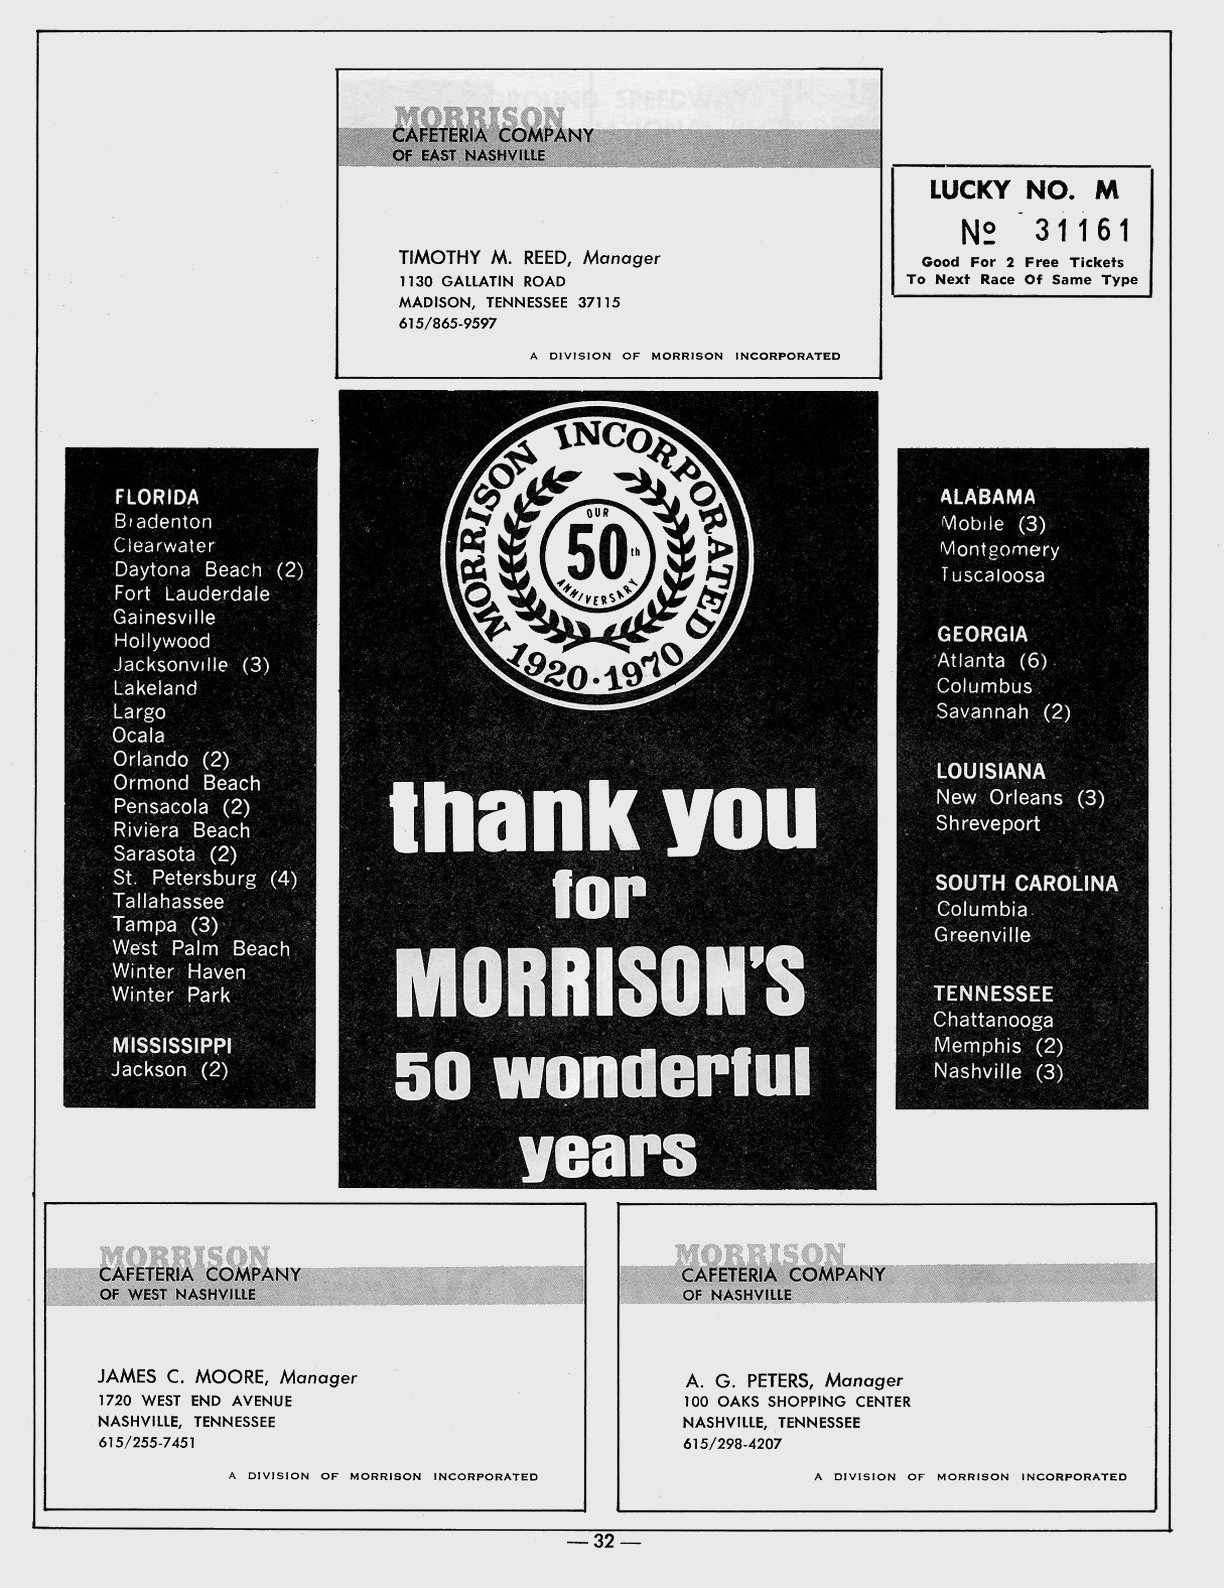 MORRISON
CAFETERIA COMPANY
OF EAST NASHVILLE
TIMOTHY M. REED, Manager
1130 GALLATIN ROAD
MADISON, TENNESSEE 37115
615/865-9597
A DIVISION OF MORRISON INCORPORATED
LUCKY NO. M
Nº 31161
Good For 2 Free Tickets
To Next Race Of Same Type
FLORIDA
Bradenton
Clearwater
Daytona Beach (2)
Fort Lauderdale
Gainesville
Hollywood
Jacksonville (3)
Lakeland
Largo
Ocala
Orlando (2)
Ormond Beach
Pensacola (2)
Riviera Beach
Sarasota (2)
St. Petersburg (4)
Tallahassee
Tampa (3)
West Palm Beach
Winter Haven
Winter Park
MISSISSIPPI
Jackson (2)
MORRISON INCORPORATED
OUR
50th
ANNIVERSARY
1920·1970
thank you
for
MORRISON'S
50 wonderful
years
ALABAMA
Mobile (3)
Montgomery
Tuscaloosa
GEORGIA
Atlanta (6)
Columbus
Savannah (2)
LOUISIANA
New Orleans (3)
Shreveport
SOUTH CAROLINA
Columbia
Greenville
TENNESSEE
Chattanooga
Memphis (2)
Nashville (3)
MORRISON
CAFETERIA COMPANY
OF WEST NASHVILLE
JAMES C. MOORE, Manager
1720 WEST END AVENUE
NASHVILLE, TENNESSEE
615/255-7451
A DIVISION OF MORRISON INCORPORATED
MORRISON
CAFETERIA COMPANY
OF NASHVILLE
A. G. PETERS, Manager
100 OAKS SHOPPING CENTER
NASHVILLE, TENNESSEE
615/298-4207
A DIVISION OF MORRISON INCORPORATED
— 32 —